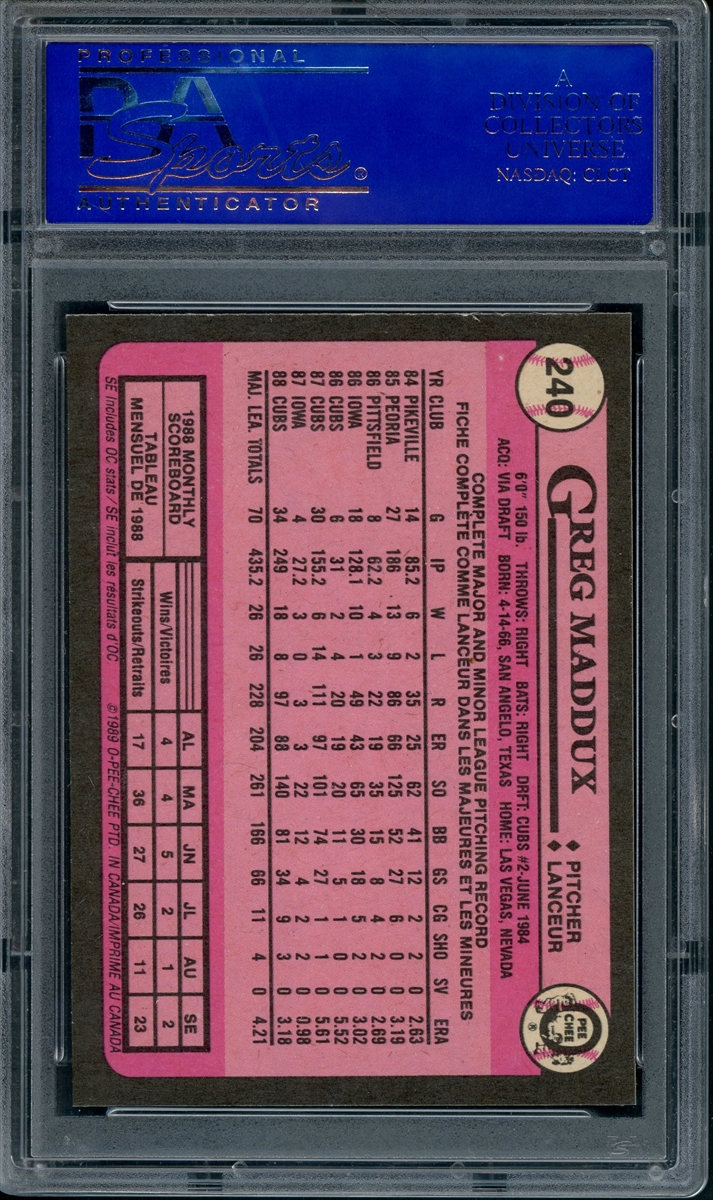 PROFESSIONAL
PSA
Sports®
AUTHENTICATOR
A
DIVISION OF
COLLECTORS
UNIVERSE
NASDAQ: CLCT
240
GREG MADDUX
♦ PITCHER
♦ LANCEUR
O-PEE-CHEE ®
6'0" 150 lb. THROWS: RIGHT BATS: RIGHT DRFT: CUBS #2-JUNE 1984
ACQ: VIA DRAFT BORN: 4-14-66, SAN ANGELO, TEXAS HOME: LAS VEGAS, NEVADA
COMPLETE MAJOR AND MINOR LEAGUE PITCHING RECORD
FICHE COMPLÈTE COMME LANCEUR DANS LES MAJEURES ET LES MINEURES
YR CLUB G IP W L R ER SO BB GS CG SHO SV ERA
84 PIKEVILLE 14 85.2 6 2 35 25 62 41 12 2 2 0 2.63
85 PEORIA 27 186 13 9 86 66 125 52 27 6 0 0 3.19
86 PITTSFIELD 8 62.2 4 3 22 19 35 15 8 4 2 0 2.69
86 IOWA 18 128.1 10 1 49 43 65 30 18 5 2 0 3.02
86 CUBS 6 31 2 4 20 19 20 11 5 1 0 0 5.52
87 CUBS 30 155.2 6 14 111 97 101 74 27 1 1 0 5.61
87 IOWA 4 27.2 3 0 3 3 22 12 4 2 2 0 0.98
88 CUBS 34 249 18 8 97 88 140 81 34 9 3 0 3.18
MAJ. LEA. TOTALS 70 435.2 26 26 228 204 261 166 66 11 4 0 4.21
1988 MONTHLY
SCOREBOARD
TABLEAU
MENSUEL DE 1988
AL MA JN JL AU SE
Wins/Victoires 4 4 5 2 1 2
Strikeouts/Retraits 17 36 27 26 11 23
SE includes OC stats / SE inclut les résultats d'OC ©1989 O-PEE-CHEE PTD. IN CANADA/IMPRIMÉ AU CANADA